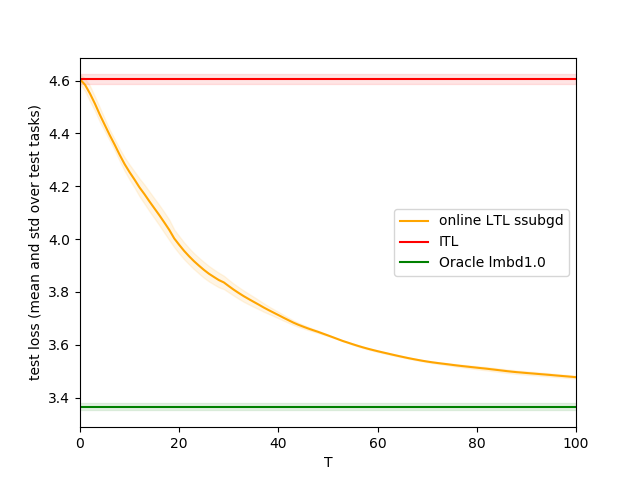 test loss (mean and std over test tasks)
4.6
4.4
4.2
4.0
3.8
3.6
3.4
online LTL ssubgd
ITL
Oracle lmbd1.0
0 20 40 60 80 100
T